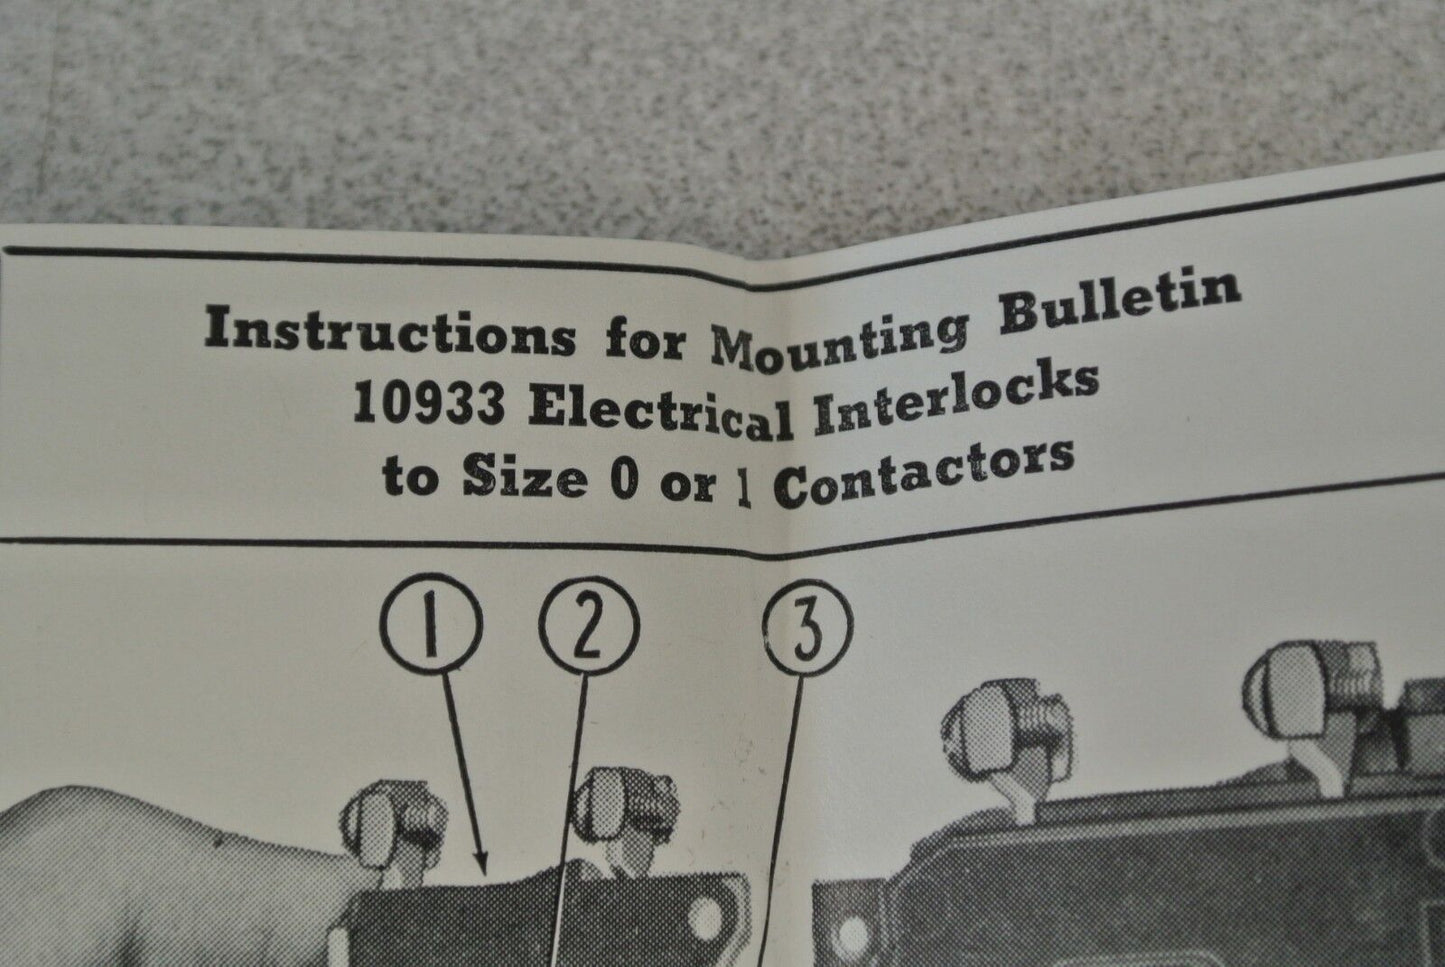 Instructions for Mounting Bulletin
10933 Electrical Interlocks
to Size 0 or 1 Contactors
1 2 3